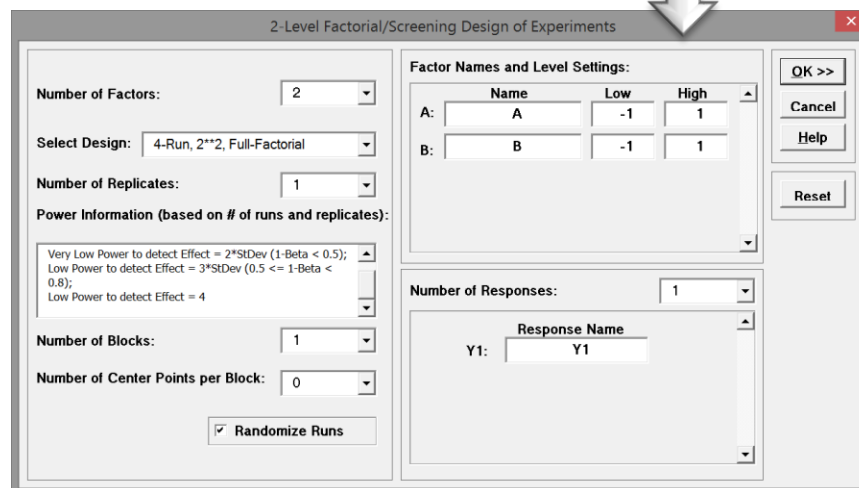 2-Level Factorial/Screening Design of Experiments
Number of Factors: 2
Select Design: 4-Run, 2**2, Full-Factorial
Number of Replicates: 1
Power Information (based on # of runs and replicates):
Very Low Power to detect Effect = 2*StDev (1-Beta < 0.5);
Low Power to detect Effect = 3*StDev (0.5 <= 1-Beta <
0.8);
Low Power to detect Effect = 4
Number of Blocks: 1
Number of Center Points per Block: 0
Randomize Runs
Factor Names and Level Settings:
Name Low High
A: A -1 1
B: B -1 1
Number of Responses: 1
Response Name
Y1: Y1
OK >>
Cancel
Help
Reset